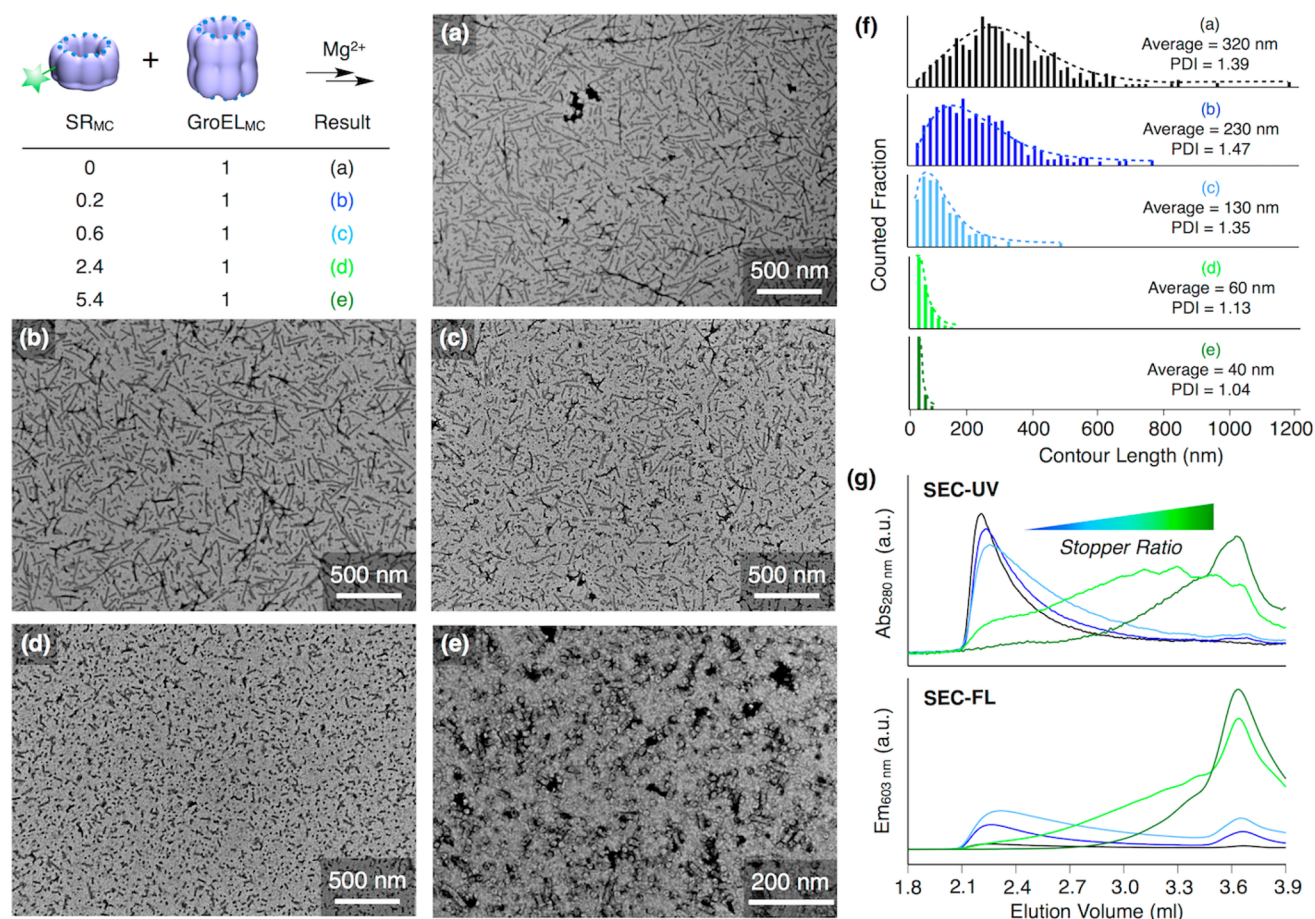 Mg2+
SRMC + GroELMC Result
0 1 (a)
0.2 1 (b)
0.6 1 (c)
2.4 1 (d)
5.4 1 (e)
(a)
500 nm
(b)
500 nm
(c)
500 nm
(d)
500 nm
(e)
200 nm
(f)
Counted Fraction
(a)
Average = 320 nm
PDI = 1.39
(b)
Average = 230 nm
PDI = 1.47
(c)
Average = 130 nm
PDI = 1.35
(d)
Average = 60 nm
PDI = 1.13
(e)
Average = 40 nm
PDI = 1.04
0 200 400 600 800 1000 1200
Contour Length (nm)
(g)
SEC-UV
Stopper Ratio
Abs280 nm (a.u.)
SEC-FL
Em603 nm (a.u.)
1.8 2.1 2.4 2.7 3.0 3.3 3.6 3.9
Elution Volume (ml)